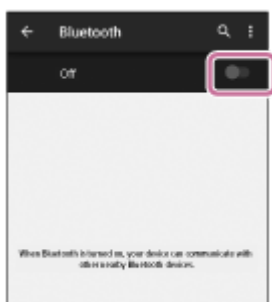 Bluetooth
Off
When Bluetooth is turned on, your device can communicate with
other nearby Bluetooth devices.